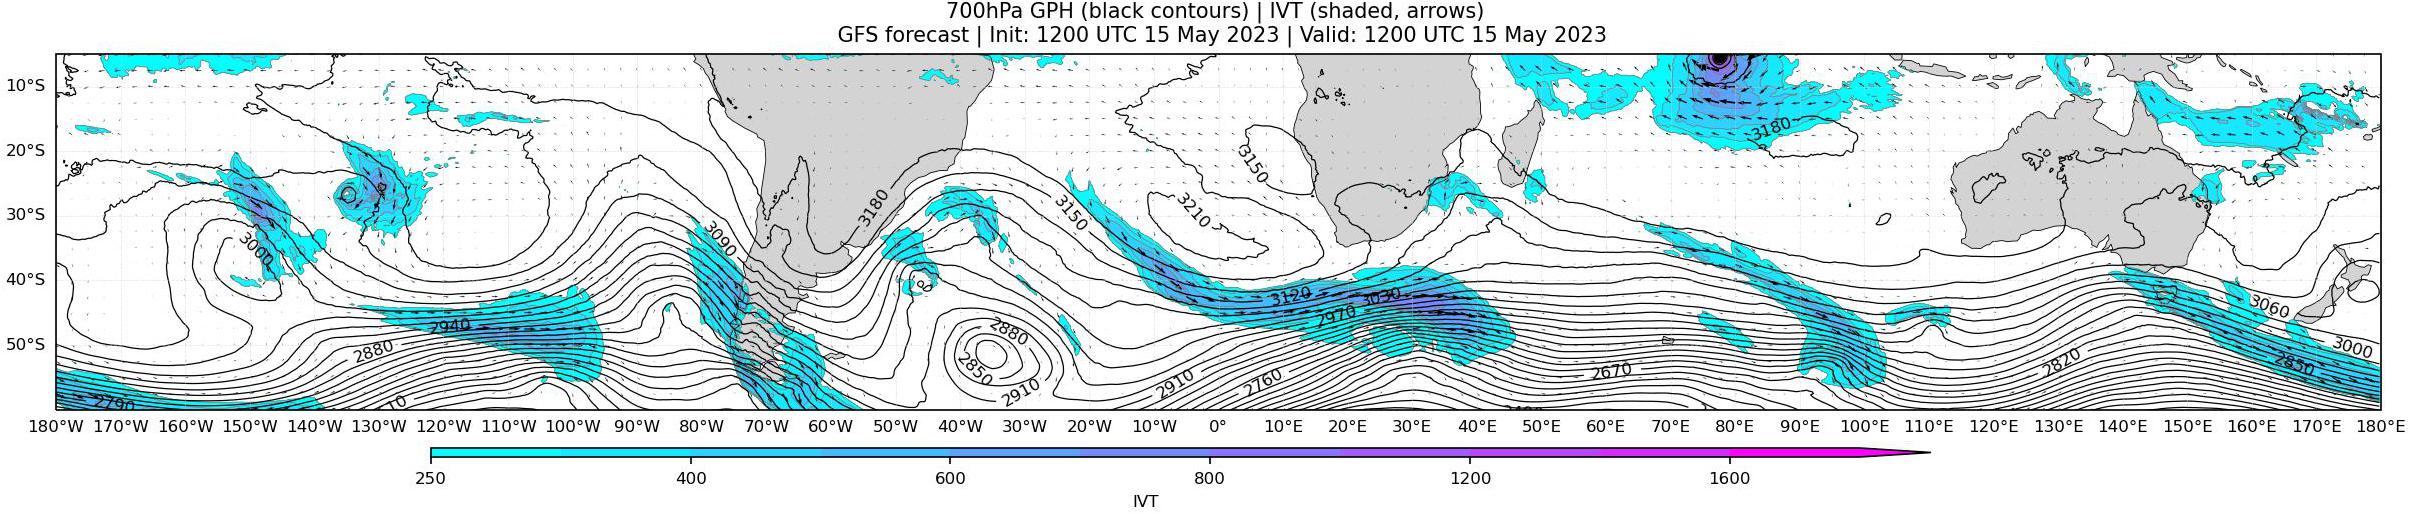 700hPa GPH (black contours) | IVT (shaded, arrows)
GFS forecast | Init: 1200 UTC 15 May 2023 | Valid: 1200 UTC 15 May 2023
10°S
20°S
30°S
40°S
50°S
3180
3150
3180
3150
3210
3090
3000
3120
3030
2970
2940
2880
2880
2850
2910
2910
2760
2670
2820
3060
3000
2850
2790
180°W 170°W 160°W 150°W 140°W 130°W 120°W 110°W 100°W 90°W 80°W 70°W 60°W 50°W 40°W 30°W 20°W 10°W 0° 10°E 20°E 30°E 40°E 50°E 60°E 70°E 80°E 90°E 100°E 110°E 120°E 130°E 140°E 150°E 160°E 170°E 180°E
250 400 600 800 1200 1600
IVT